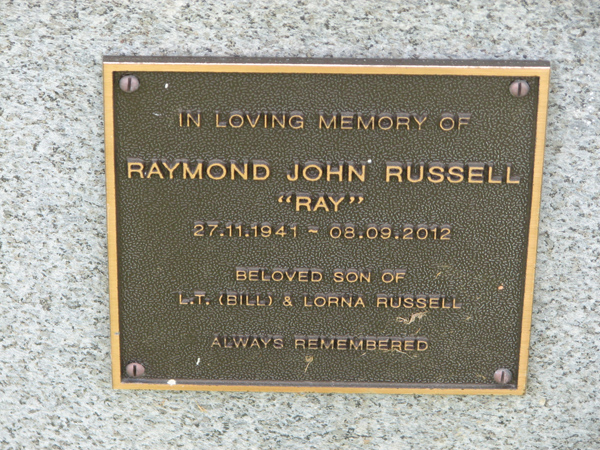 IN LOVING MEMORY OF
RAYMOND JOHN RUSSELL
“RAY”
27.11.1941 ~ 08.09.2012
BELOVED SON OF
L.T. (BILL) & LORNA RUSSELL
ALWAYS REMEMBERED